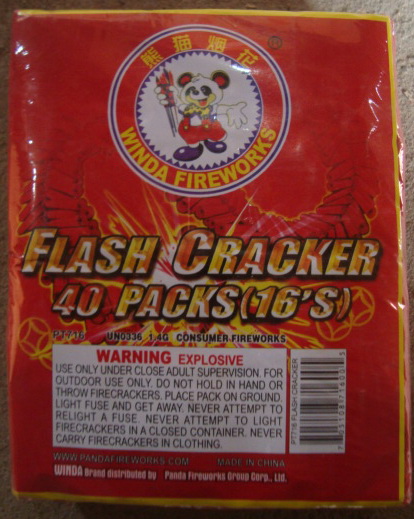 熊猫烟花
®
WINDA FIREWORKS
FLASH CRACKER
40 PACKS(16'S)
P7716 UN0336 1.4G CONSUMER FIREWORKS
WARNING EXPLOSIVE
USE ONLY UNDER CLOSE ADULT SUPERVISION. FOR
OUTDOOR USE ONLY. DO NOT HOLD IN HAND OR
THROW FIRECRACKERS. PLACE PACK ON GROUND.
LIGHT FUSE AND GET AWAY. NEVER ATTEMPT TO
RELIGHT A FUSE. NEVER ATTEMPT TO LIGHT
FIRECRACKERS IN A CLOSED CONTAINER. NEVER
CARRY FIRECRACKERS IN CLOTHING.
P7716 FLASH CRACKER
WWW.PANDAFIREWORKS.COM MADE IN CHINA
WINDA Brand distributed by Panda Fireworks Group Corp., Ltd.